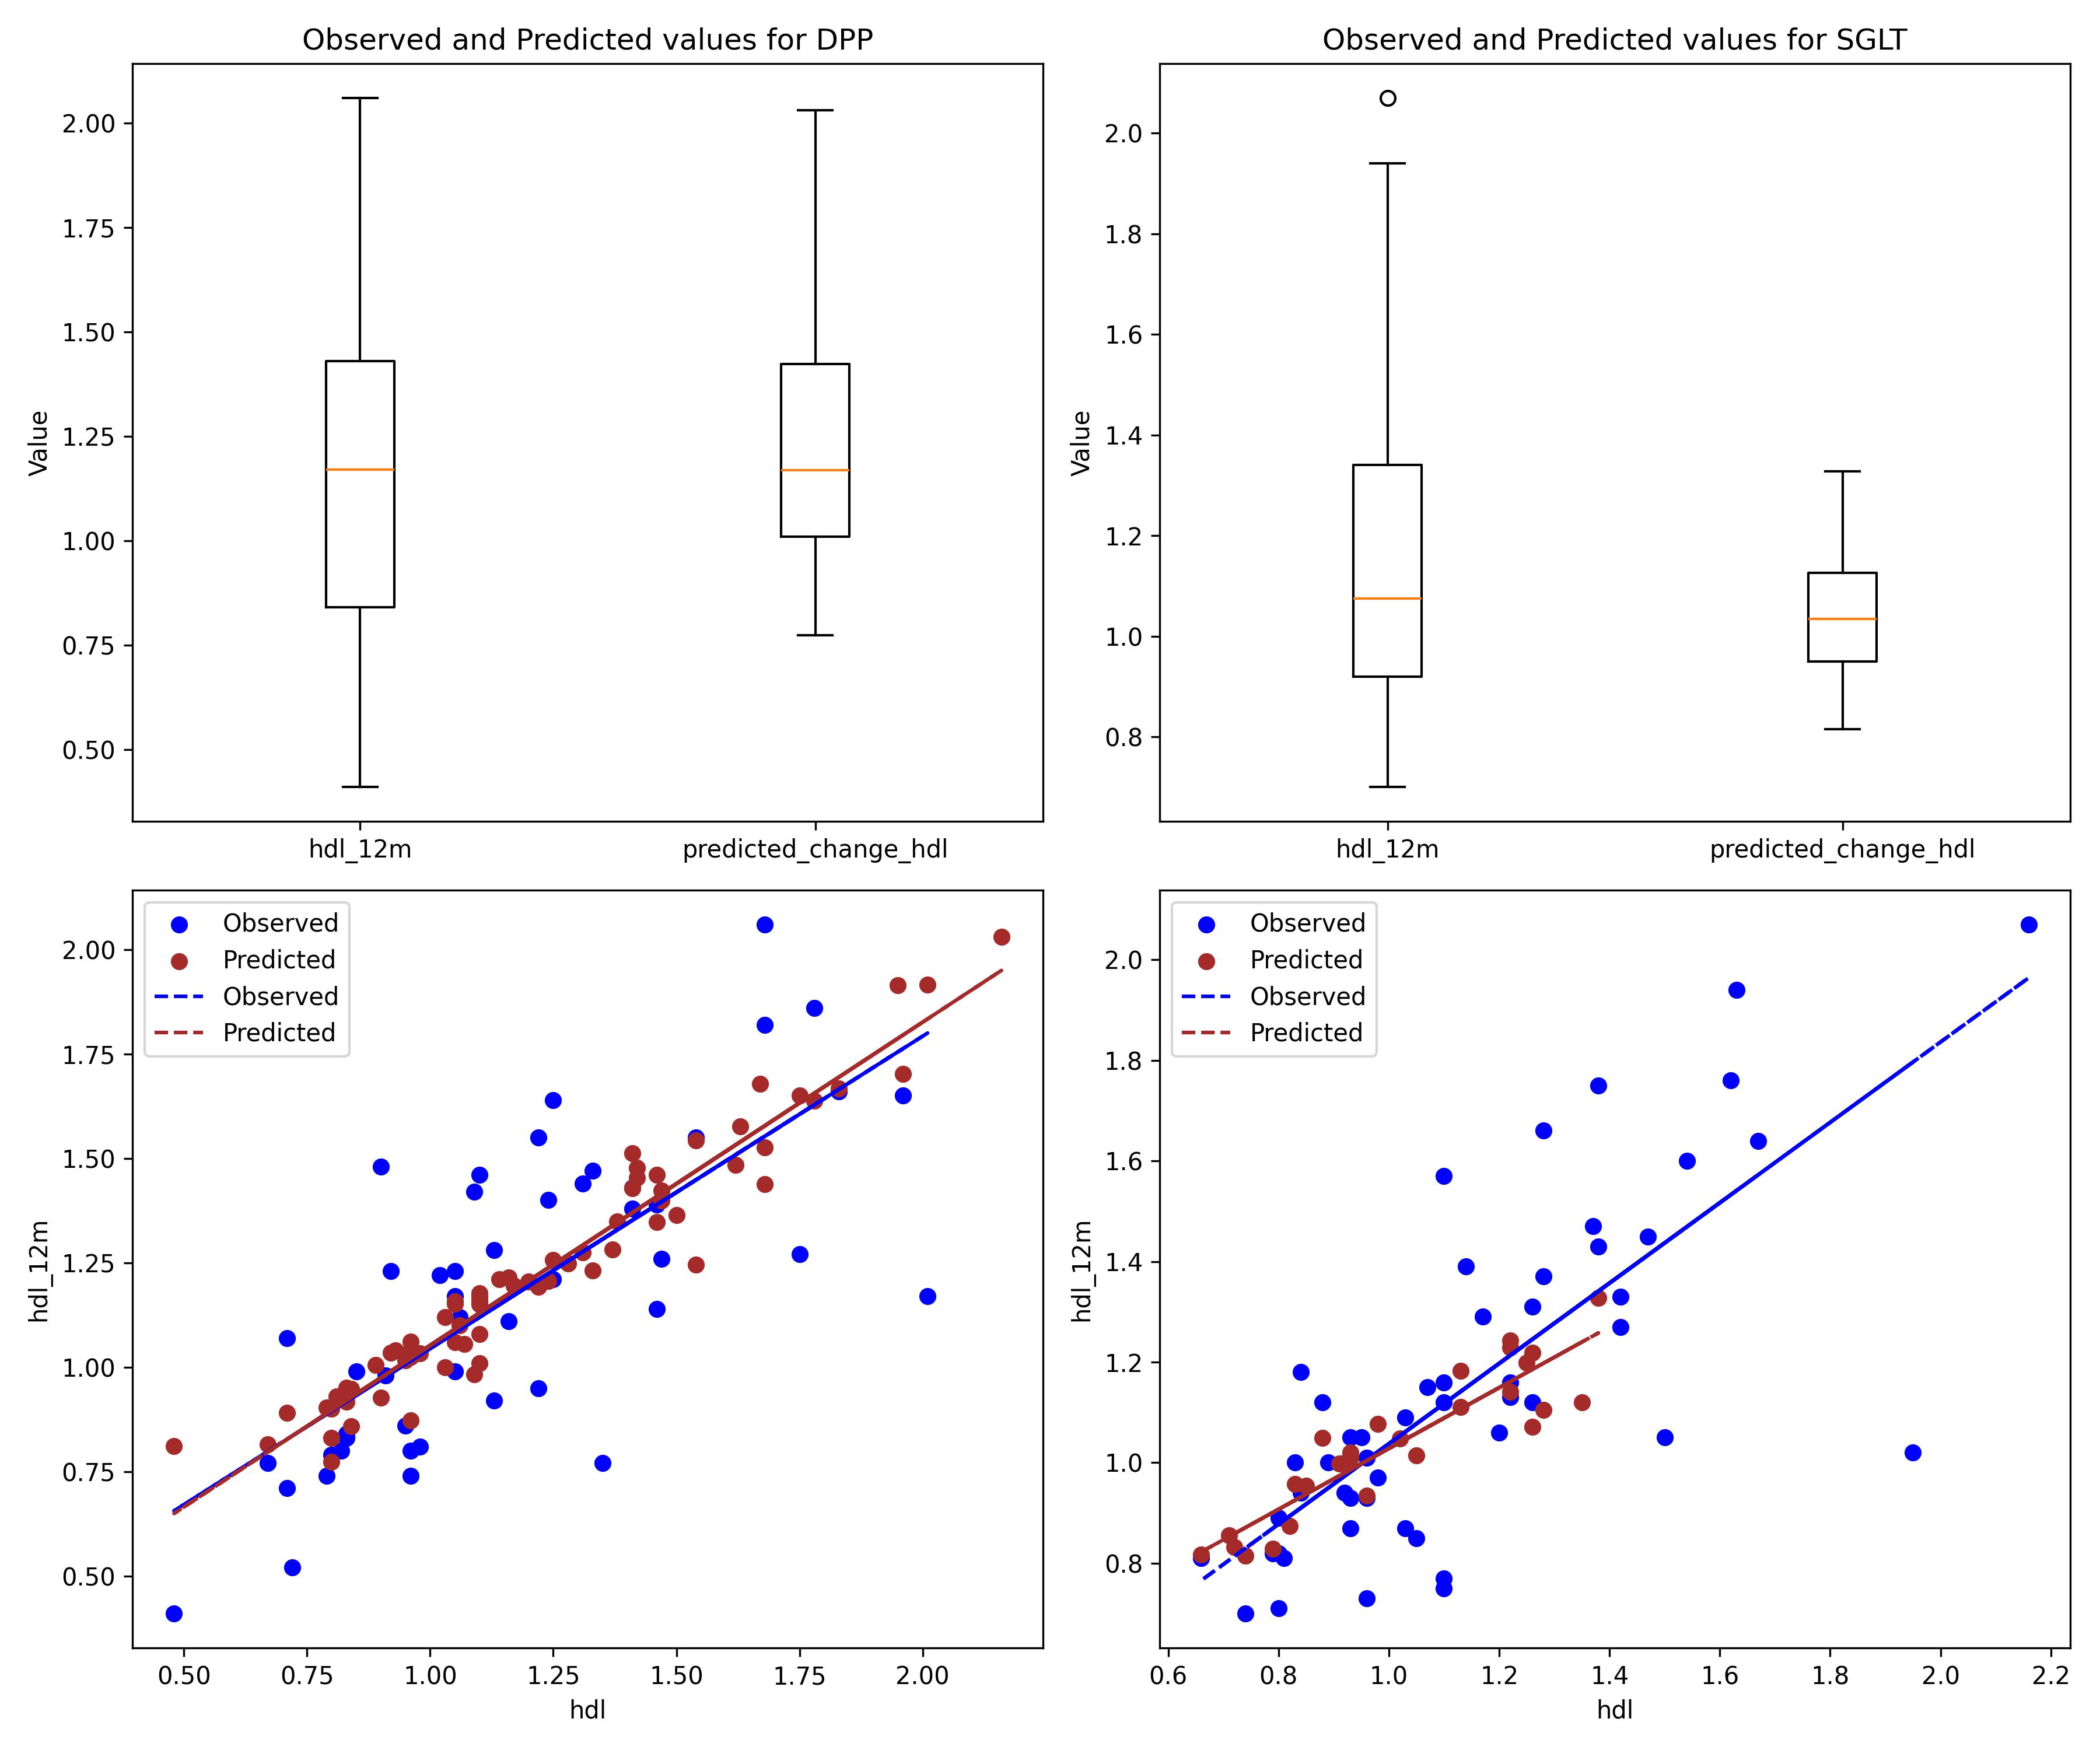 Observed and Predicted values for DPP
Value
2.00
1.75
1.50
1.25
1.00
0.75
0.50
hdl_12m predicted_change_hdl
Observed and Predicted values for SGLT
Value
2.0
1.8
1.6
1.4
1.2
1.0
0.8
hdl_12m predicted_change_hdl
Observed
Predicted
Observed
Predicted
hdl_12m
2.00
1.75
1.50
1.25
1.00
0.75
0.50
0.50 0.75 1.00 1.25 1.50 1.75 2.00
hdl
Observed
Predicted
Observed
Predicted
hdl_12m
2.0
1.8
1.6
1.4
1.2
1.0
0.8
0.6 0.8 1.0 1.2 1.4 1.6 1.8 2.0 2.2
hdl